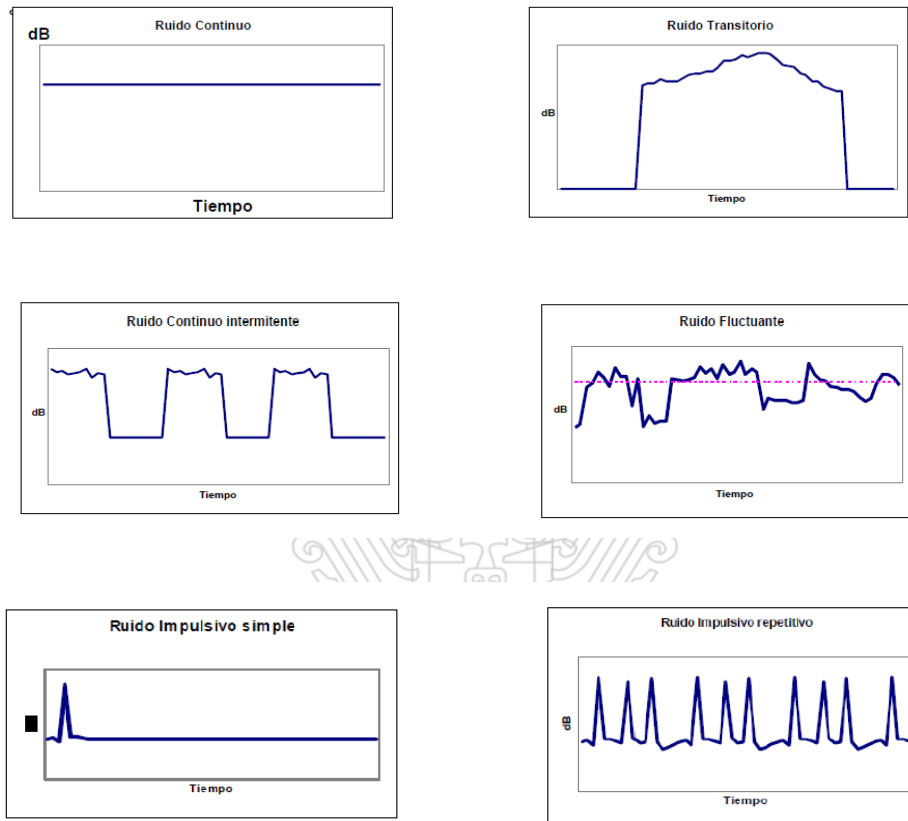 Ruido Continuo
dB
Tiempo
Ruido Transitorio
dB
Tiempo
Ruido Continuo intermitente
dB
Tiempo
Ruido Fluctuante
dB
Tiempo
Ruido Impulsivo simple
Tiempo
Ruido Impulsivo repetitivo
dB
Tiempo